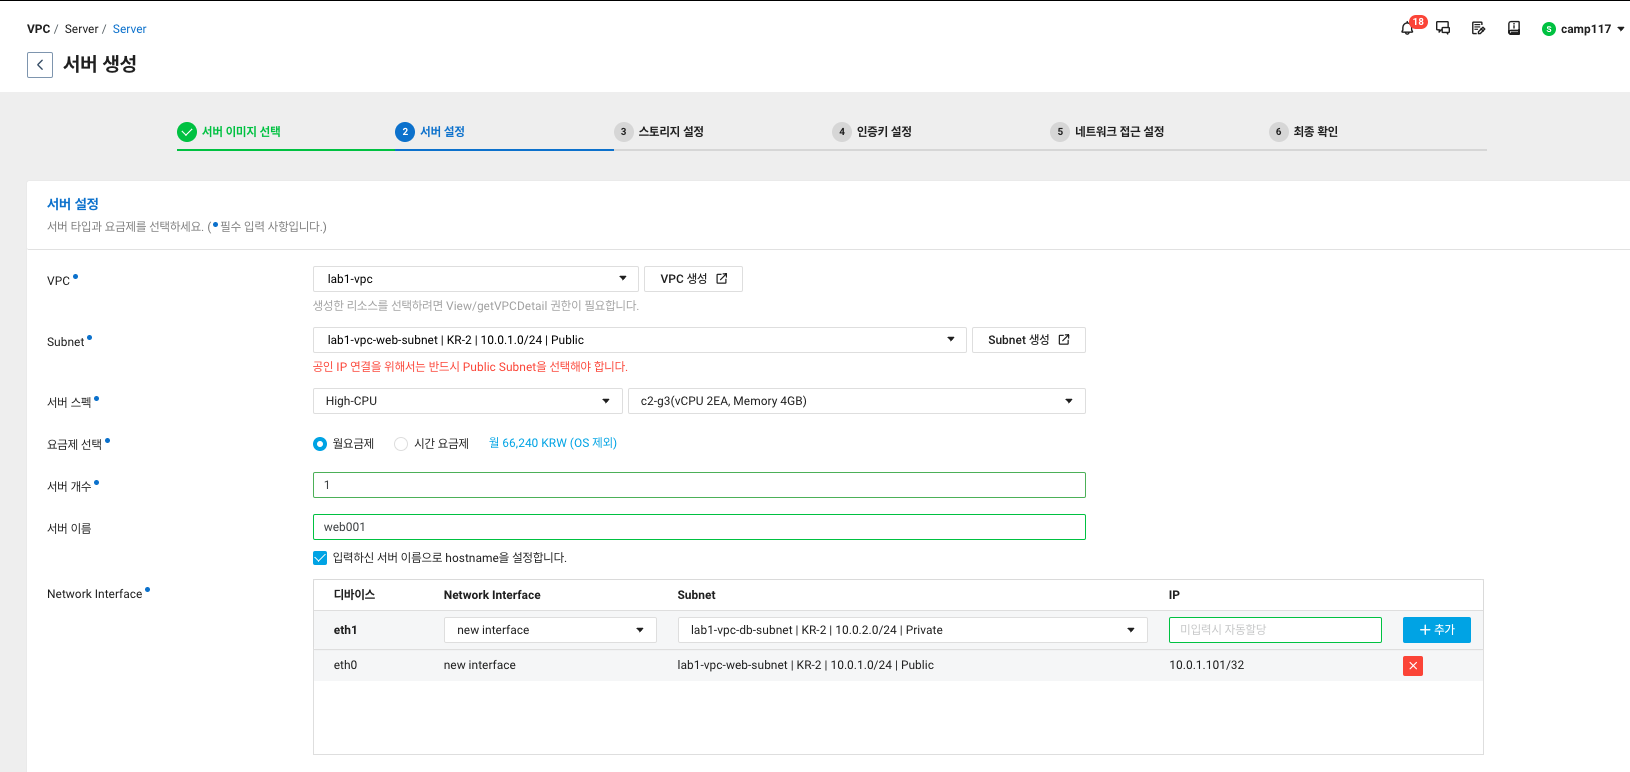 VPC / Server / Server
18
S camp117
서버 생성
서버 이미지 선택
2 서버 설정
3 스토리지 설정
4 인증키 설정
5 네트워크 접근 설정
6 최종 확인
서버 설정
서버 타입과 요금제를 선택하세요. (•필수 입력 사항입니다.)
VPC•
lab1-vpc
VPC 생성
생성한 리소스를 선택하려면 View/getVPCDetail 권한이 필요합니다.
Subnet•
lab1-vpc-web-subnet | KR-2 | 10.0.1.0/24 | Public
Subnet 생성
공인 IP 연결을 위해서는 반드시 Public Subnet을 선택해야 합니다.
서버 스펙•
High-CPU
c2-g3(vCPU 2EA, Memory 4GB)
요금제 선택•
월요금제
시간 요금제
월 66,240 KRW (OS 제외)
서버 개수•
1
서버 이름
web001
입력하신 서버 이름으로 hostname을 설정합니다.
Network Interface•
디바이스 Network Interface Subnet IP
eth1 new interface lab1-vpc-db-subnet | KR-2 | 10.0.2.0/24 | Private 미입력시 자동할당 + 추가
eth0 new interface lab1-vpc-web-subnet | KR-2 | 10.0.1.0/24 | Public 10.0.1.101/32